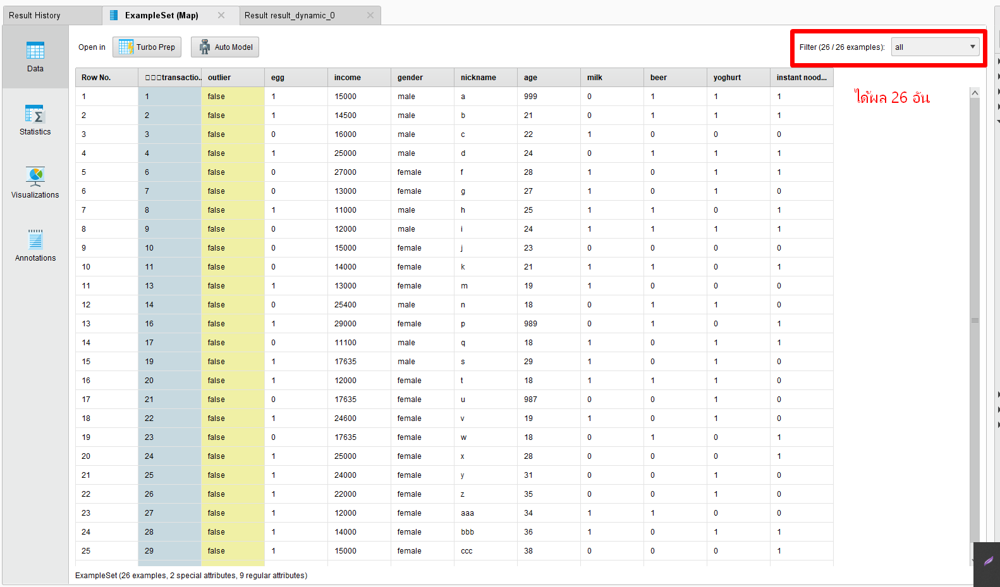 Result History
ExampleSet (Map)
Result result_dynamic_0
Open in Turbo Prep Auto Model
Filter (26 / 26 examples): all
Data
Statistics
Visualizations
Annotations
Row No. transactio... outlier egg income gender nickname age milk beer yoghurt instant nood...
1 1 false 1 15000 male a 999 0 1 1 1
2 2 false 1 14500 male b 21 0 1 1 1
3 3 false 0 16000 male c 22 1 0 0 0
4 4 false 1 25000 male d 24 0 1 1 1
5 6 false 0 27000 female f 28 1 0 1 1
6 7 false 0 13000 female g 27 1 0 1 0
7 8 false 1 11000 male h 25 1 1 0 1
8 9 false 0 12000 male i 24 1 1 1 1
9 10 false 0 15000 female j 23 0 0 0 0
10 11 false 0 14000 female k 21 1 1 0 1
11 13 false 1 13000 female m 19 1 0 0 0
12 14 false 0 25400 male n 18 0 1 1 0
13 16 false 1 29000 female p 989 0 1 0 1
14 17 false 0 11100 male q 18 1 0 1 1
15 19 false 1 17635 male s 29 1 0 1 0
16 20 false 1 12000 female t 18 1 1 1 0
17 21 false 0 17635 female u 987 0 0 1 0
18 22 false 1 24600 female v 19 1 0 1 0
19 23 false 0 17635 female w 18 0 1 0 1
20 24 false 1 25000 female x 28 0 0 0 1
21 25 false 1 24000 female y 31 0 0 1 0
22 26 false 1 22000 female z 35 0 0 1 0
23 27 false 1 12000 female aaa 34 1 1 0 0
24 28 false 1 14000 female bbb 36 1 0 1 1
25 29 false 1 15000 female ccc 38 0 0 0 1
ได้ผล 26 อัน
ExampleSet (26 examples, 2 special attributes, 9 regular attributes)